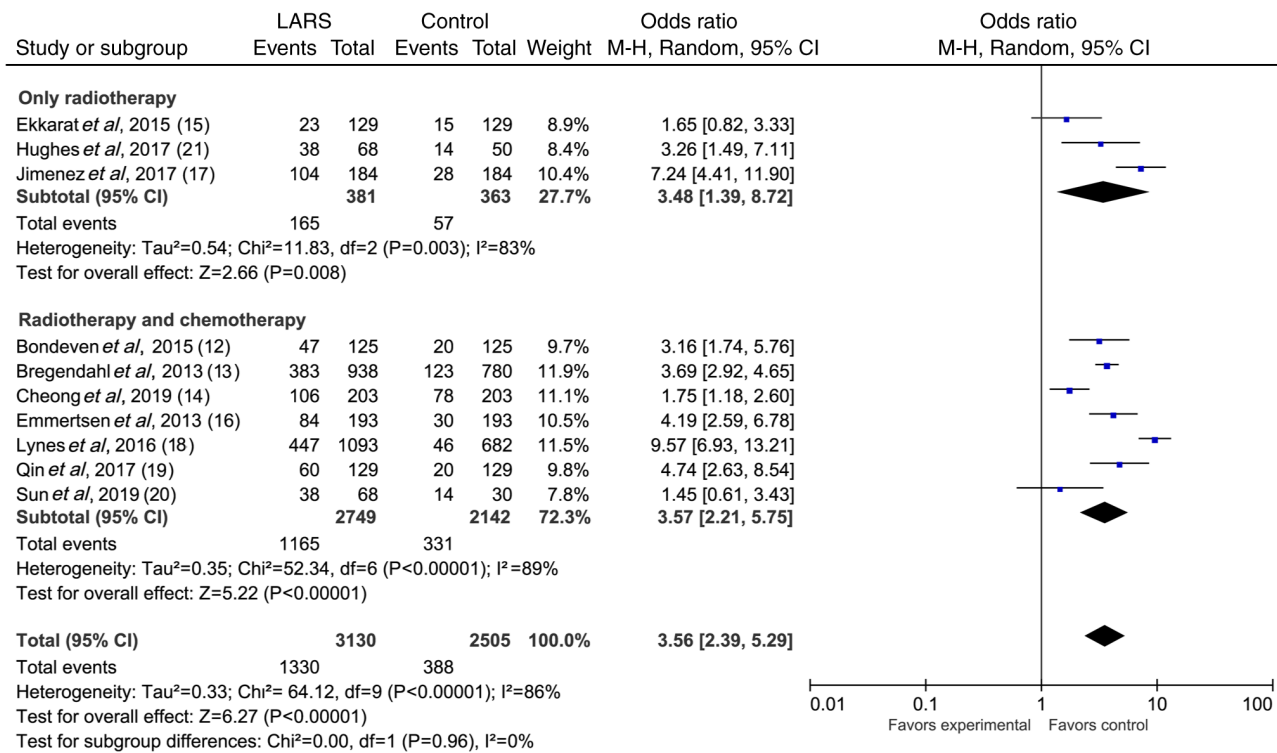 LARS Control Odds ratio Odds ratio
Study or subgroup Events Total Events Total Weight M-H, Random, 95% CI M-H, Random, 95% CI
Only radiotherapy
Ekkarat et al, 2015 (15) 23 129 15 129 8.9% 1.65 [0.82, 3.33]
Hughes et al, 2017 (21) 38 68 14 50 8.4% 3.26 [1.49, 7.11]
Jimenez et al, 2017 (17) 104 184 28 184 10.4% 7.24 [4.41, 11.90]
Subtotal (95% CI) 381 363 27.7% 3.48 [1.39, 8.72]
Total events 165 57
Heterogeneity: Tau²=0.54; Chi²=11.83, df=2 (P=0.003); I²=83%
Test for overall effect: Z=2.66 (P=0.008)
Radiotherapy and chemotherapy
Bondeven et al, 2015 (12) 47 125 20 125 9.7% 3.16 [1.74, 5.76]
Bregendahl et al, 2013 (13) 383 938 123 780 11.9% 3.69 [2.92, 4.65]
Cheong et al, 2019 (14) 106 203 78 203 11.1% 1.75 [1.18, 2.60]
Emmertsen et al, 2013 (16) 84 193 30 193 10.5% 4.19 [2.59, 6.78]
Lynes et al, 2016 (18) 447 1093 46 682 11.5% 9.57 [6.93, 13.21]
Qin et al, 2017 (19) 60 129 20 129 9.8% 4.74 [2.63, 8.54]
Sun et al, 2019 (20) 38 68 14 30 7.8% 1.45 [0.61, 3.43]
Subtotal (95% CI) 2749 2142 72.3% 3.57 [2.21, 5.75]
Total events 1165 331
Heterogeneity: Tau²=0.35; Chi²=52.34, df=6 (P<0.00001); I²=89%
Test for overall effect: Z=5.22 (P<0.00001)
Total (95% CI) 3130 2505 100.0% 3.56 [2.39, 5.29]
Total events 1330 388
Heterogeneity: Tau²=0.33; Chi²= 64.12, df=9 (P<0.00001); I²=86%
Test for overall effect: Z=6.27 (P<0.00001)
Test for subgroup differences: Chi²=0.00, df=1 (P=0.96), I²=0%
0.01 0.1 1 10 100
Favors experimental Favors control